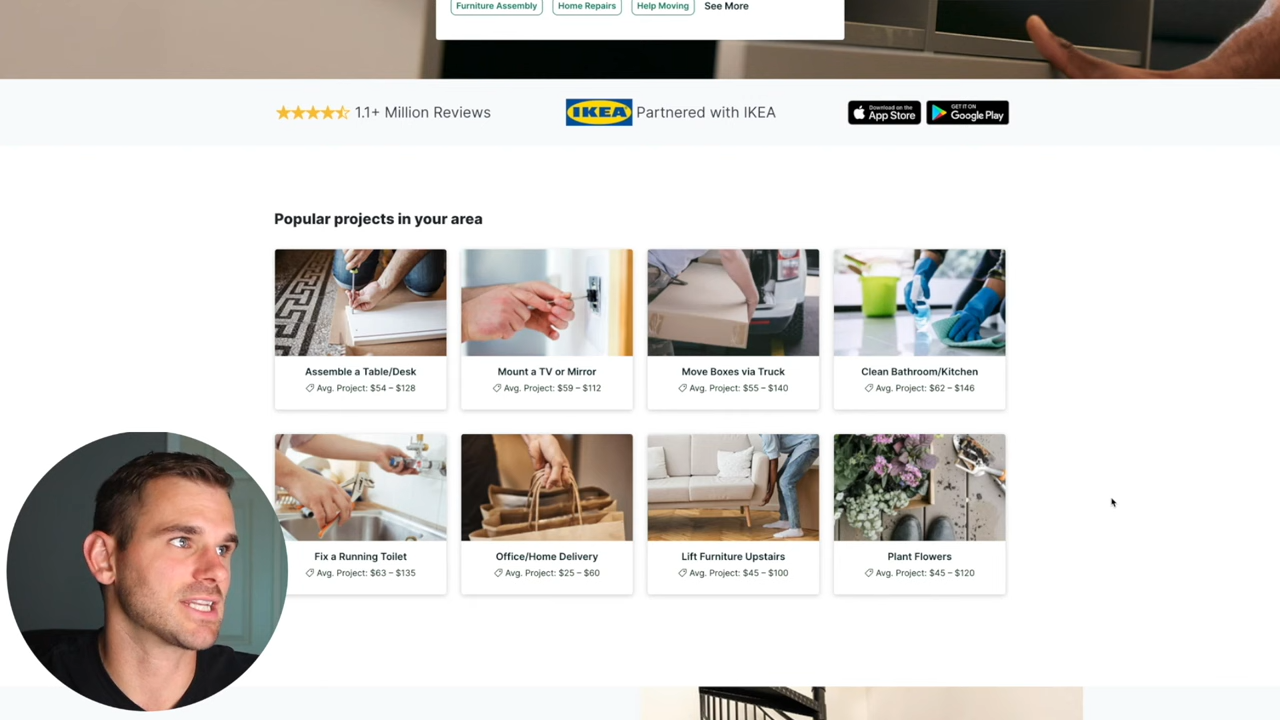 Furniture Assembly Home Repairs Help Moving See More
1.1+ Million Reviews
IKEA Partnered with IKEA
Download on the App Store
GET IT ON Google Play
Popular projects in your area
Assemble a Table/Desk
Avg. Project: $54 – $128
Mount a TV or Mirror
Avg. Project: $59 – $112
Move Boxes via Truck
Avg. Project: $55 – $140
Clean Bathroom/Kitchen
Avg. Project: $62 – $146
Fix a Running Toilet
Avg. Project: $63 – $135
Office/Home Delivery
Avg. Project: $25 – $60
Lift Furniture Upstairs
Avg. Project: $45 – $100
Plant Flowers
Avg. Project: $45 – $120